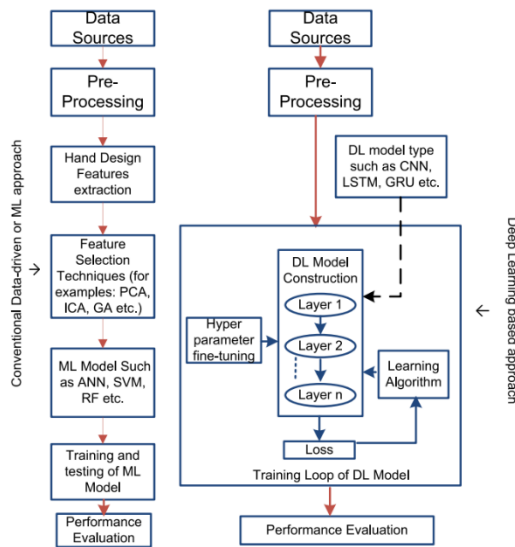 Data
Sources
Pre-
Processing
Hand Design
Features
extraction
Feature
Selection
Techniques (for
examples: PCA,
ICA, GA etc.)
ML Model Such
as ANN, SVM,
RF etc.
Training and
testing of ML
Model
Performance
Evaluation
Conventional Data-driven or ML approach
Data
Sources
Pre-
Processing
DL model type
such as CNN,
LSTM, GRU etc.
DL Model
Construction
Layer 1
Layer 2
Layer n
Hyper
parameter
fine-tuning
Learning
Algorithm
Loss
Training Loop of DL Model
Performance Evaluation
Deep Learning based approach